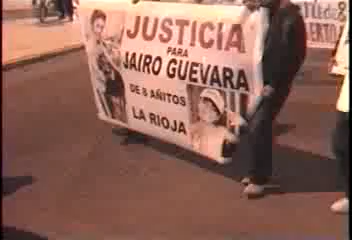 JUSTICIA
PARA
JAIRO GUEVARA
DE 8 AÑITOS
LA RIOJA